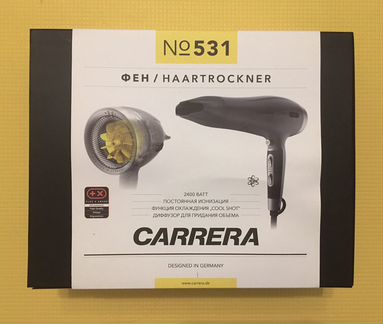 №531
ФЕН / HAARTROCKNER
2400 ВАТТ
ПОСТОЯННАЯ ИОНИЗАЦИЯ
ФУНКЦИЯ ОХЛАЖДЕНИЯ „COOL SHOT“
ДИФФУЗОР ДЛЯ ПРИДАНИЯ ОБЪЕМА
CARRERA
DESIGNED IN GERMANY
www.carrera.de